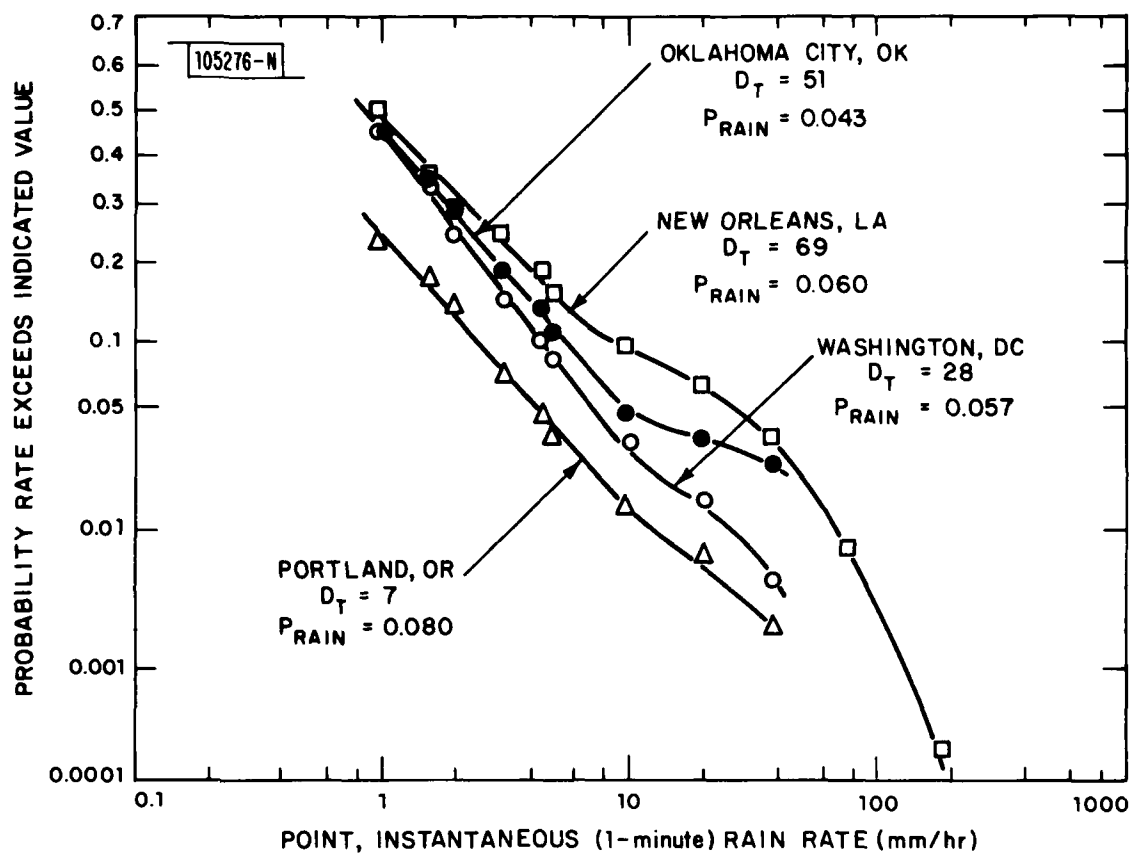 105276-N
PROBABILITY RATE EXCEEDS INDICATED VALUE
0.7
0.6
0.5
0.4
0.3
0.2
0.1
0.05
0.01
0.001
0.0001
OKLAHOMA CITY, OK
D_T = 51
P_RAIN = 0.043
NEW ORLEANS, LA
D_T = 69
P_RAIN = 0.060
WASHINGTON, DC
D_T = 28
P_RAIN = 0.057
PORTLAND, OR
D_T = 7
P_RAIN = 0.080
0.1 1 10 100 1000
POINT, INSTANTANEOUS (1-minute) RAIN RATE (mm/hr)